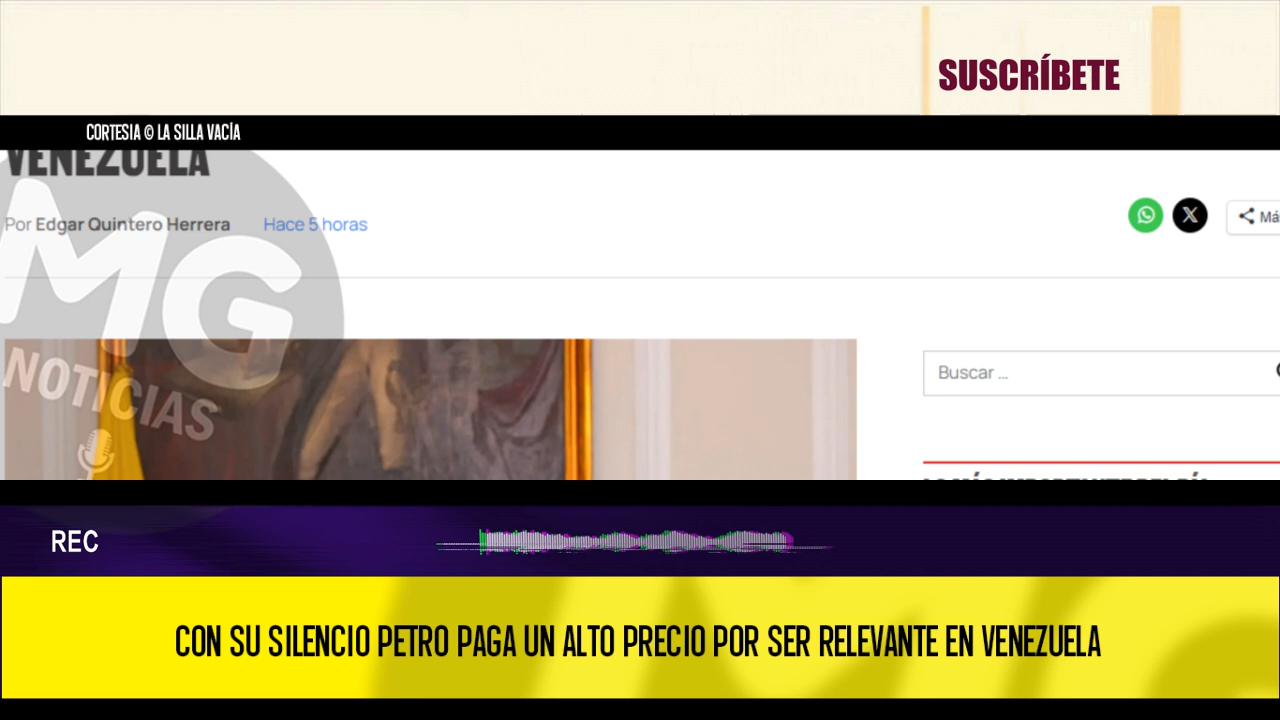 SUSCRÍBETE
CORTESIA © LA SILLA VACÍA
VENEZUELA
Por Edgar Quintero Herrera Hace 5 horas
Má
MG
NOTICIAS
Buscar ...
REC
CON SU SILENCIO PETRO PAGA UN ALTO PRECIO POR SER RELEVANTE EN VENEZUELA